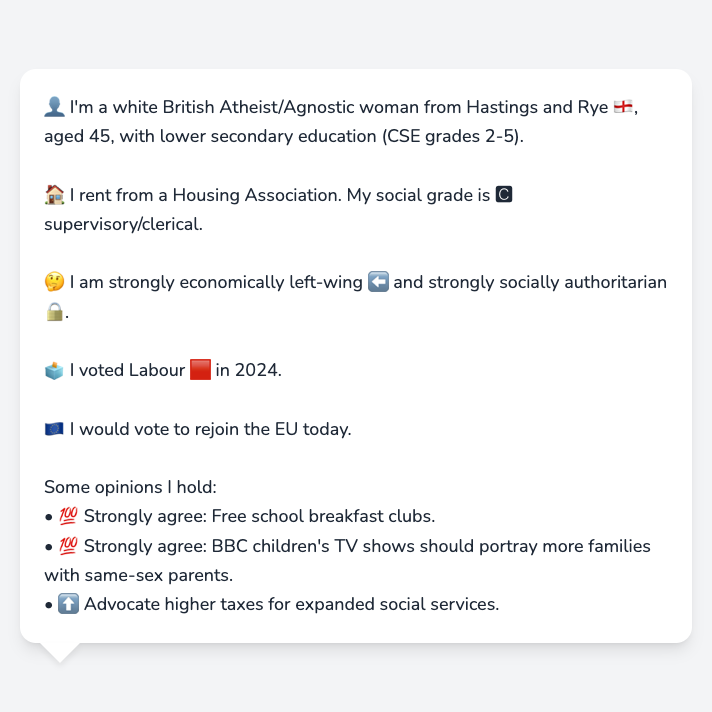 👤 I'm a white British Atheist/Agnostic woman from Hastings and Rye 🏴󠁧󠁢󠁥󠁮󠁧󠁿,
aged 45, with lower secondary education (CSE grades 2-5).
🏠 I rent from a Housing Association. My social grade is 🅲
supervisory/clerical.
🤔 I am strongly economically left-wing ⬅️ and strongly socially authoritarian
🔒.
🗳️ I voted Labour 🟥 in 2024.
🇪🇺 I would vote to rejoin the EU today.
Some opinions I hold:
• 💯 Strongly agree: Free school breakfast clubs.
• 💯 Strongly agree: BBC children's TV shows should portray more families
with same-sex parents.
• ⬆️ Advocate higher taxes for expanded social services.